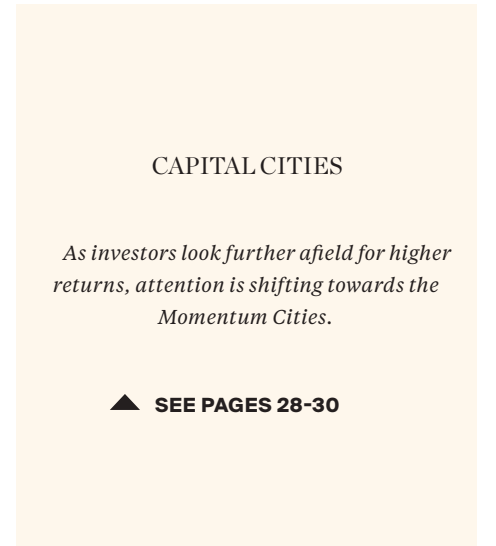 CAPITAL CITIES
As investors look further afield for higher
returns, attention is shifting towards the
Momentum Cities.
SEE PAGES 28-30